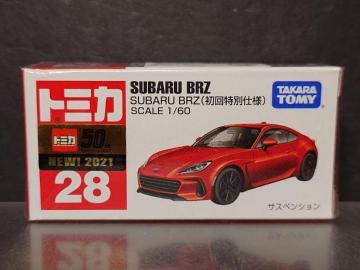 トミカ
トミカ 50th
NEW! 2021
28
SUBARU BRZ
SUBARU BRZ(初回特別仕様)
SCALE 1/60
TAKARA
TOMY
サスペンション